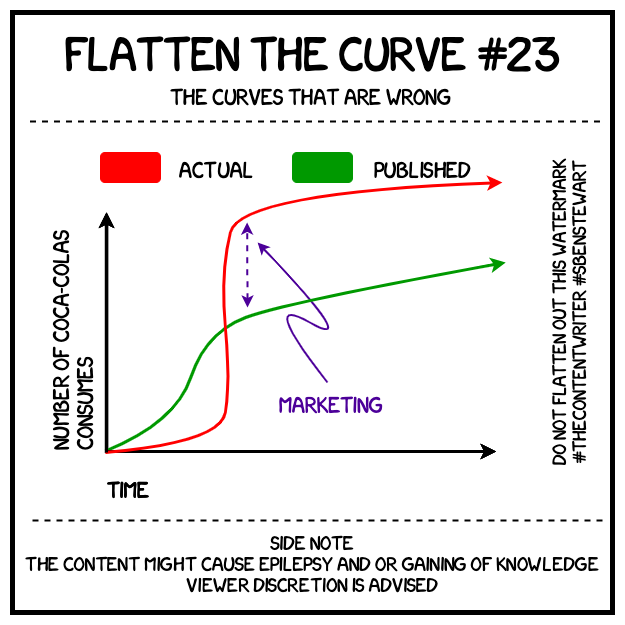 FLATTEN THE CURVE #23
THE CURVES THAT ARE WRONG
ACTUAL
PUBLISHED
NUMBER OF COCA-COLAS
CONSUMES
MARKETING
TIME
DO NOT FLATTEN OUT THIS WATERMARK
#THECONTENTWRITER #SBENSTEWART
SIDE NOTE
THE CONTENT MIGHT CAUSE EPILEPSY AND OR GAINING OF KNOWLEDGE
VIEWER DISCRETION IS ADVISED